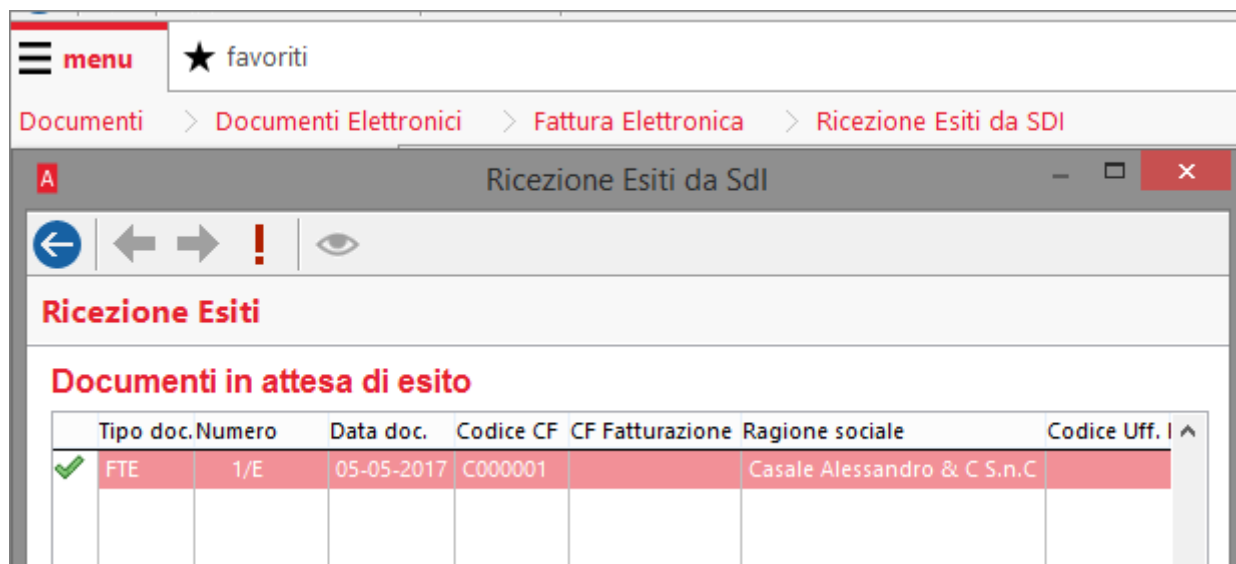 menu ★ favoriti
Documenti > Documenti Elettronici > Fattura Elettronica > Ricezione Esiti da SDI
A Ricezione Esiti da SdI
Ricezione Esiti
Documenti in attesa di esito
Tipo doc. Numero Data doc. Codice CF CF Fatturazione Ragione sociale Codice Uff.
FTE 1/E 05-05-2017 C000001 Casale Alessandro & C S.n.C